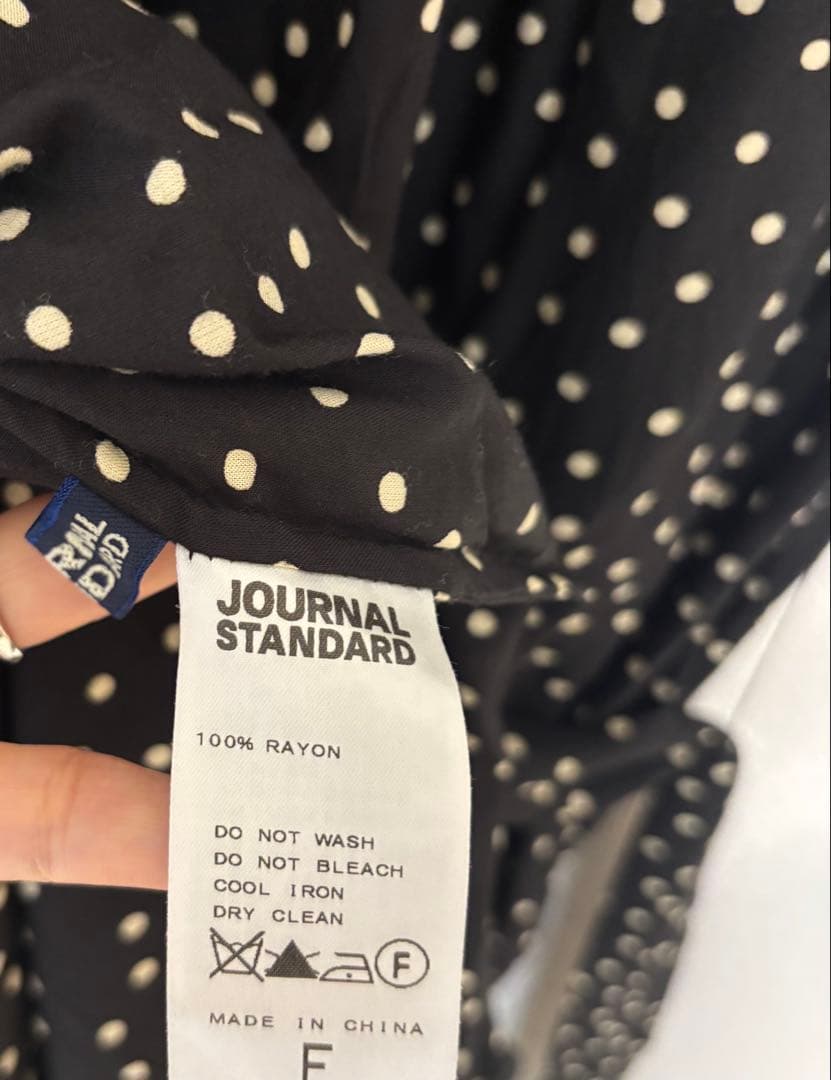 JOURNAL
STANDARD
100% RAYON
DO NOT WASH
DO NOT BLEACH
COOL IRON
DRY CLEAN
F
MADE IN CHINA
F